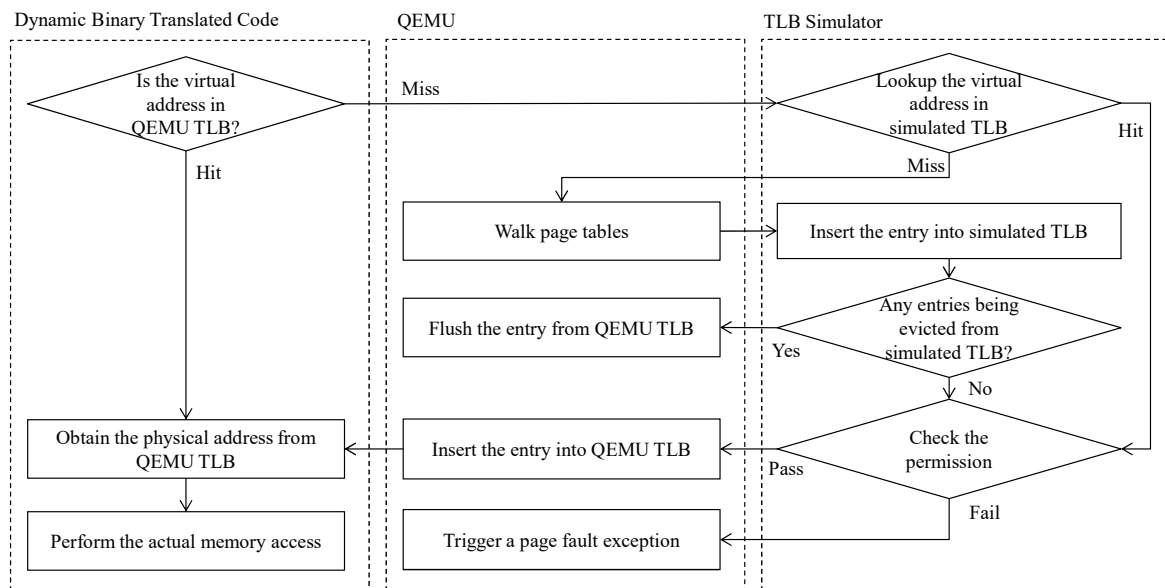 Dynamic Binary Translated Code
QEMU
TLB Simulator
Is the virtual
address in
QEMU TLB?
Miss
Lookup the virtual
address in
simulated TLB
Hit
Hit
Miss
Walk page tables
Insert the entry into simulated TLB
Flush the entry from QEMU TLB
Any entries being
evicted from
simulated TLB?
Yes
No
Obtain the physical address from
QEMU TLB
Insert the entry into QEMU TLB
Check the
permission
Pass
Fail
Perform the actual memory access
Trigger a page fault exception